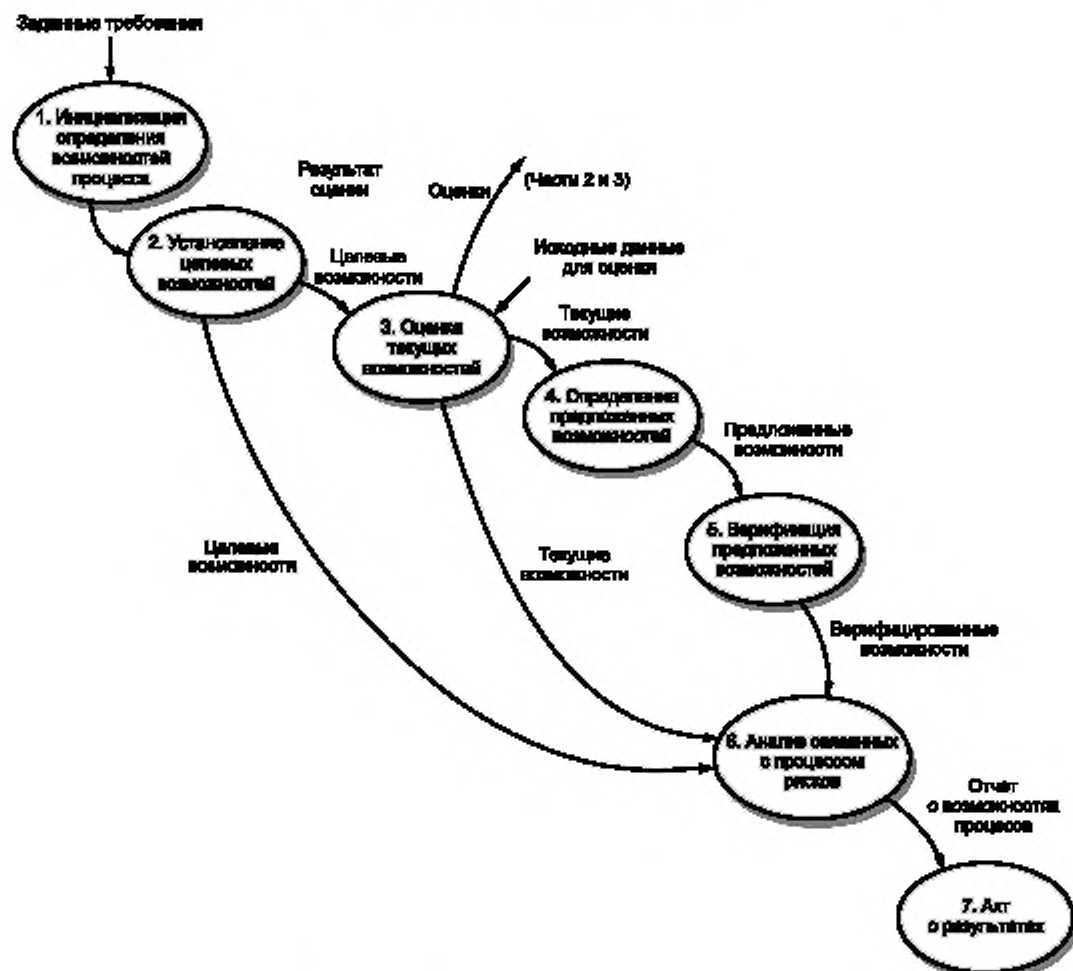 Заданные требования
1. Инициализация
определения
возможностей
процесса
Результат
оценки
Оценки
(Части 2 и 3)
2. Установление
целевых
возможностей
Целевые
возможности
Исходные данные
для оценки
3. Оценка
текущих
возможностей
Текущие
возможности
4. Определение
предложенных
возможностей
Предложенные
возможности
5. Верификация
предложенных
возможностей
Целевые
возможности
Текущие
возможности
Верифицированные
возможности
6. Анализ связанных
с процессом
рисков
Отчет
о возможностях
процесса
7. Акт
о результатах